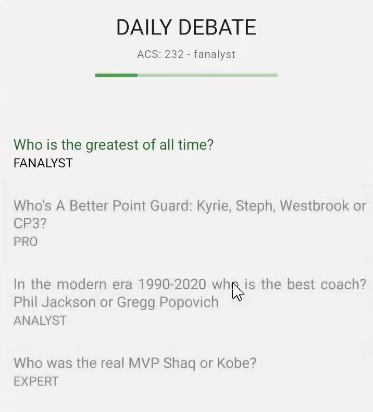 DAILY DEBATE
ACS: 232 - fanalyst
Who is the greatest of all time?
FANALYST
Who's A Better Point Guard: Kyrie, Steph, Westbrook or
CP3?
PRO
In the modern era 1990-2020 who is the best coach?
Phil Jackson or Gregg Popovich
ANALYST
Who was the real MVP Shaq or Kobe?
EXPERT